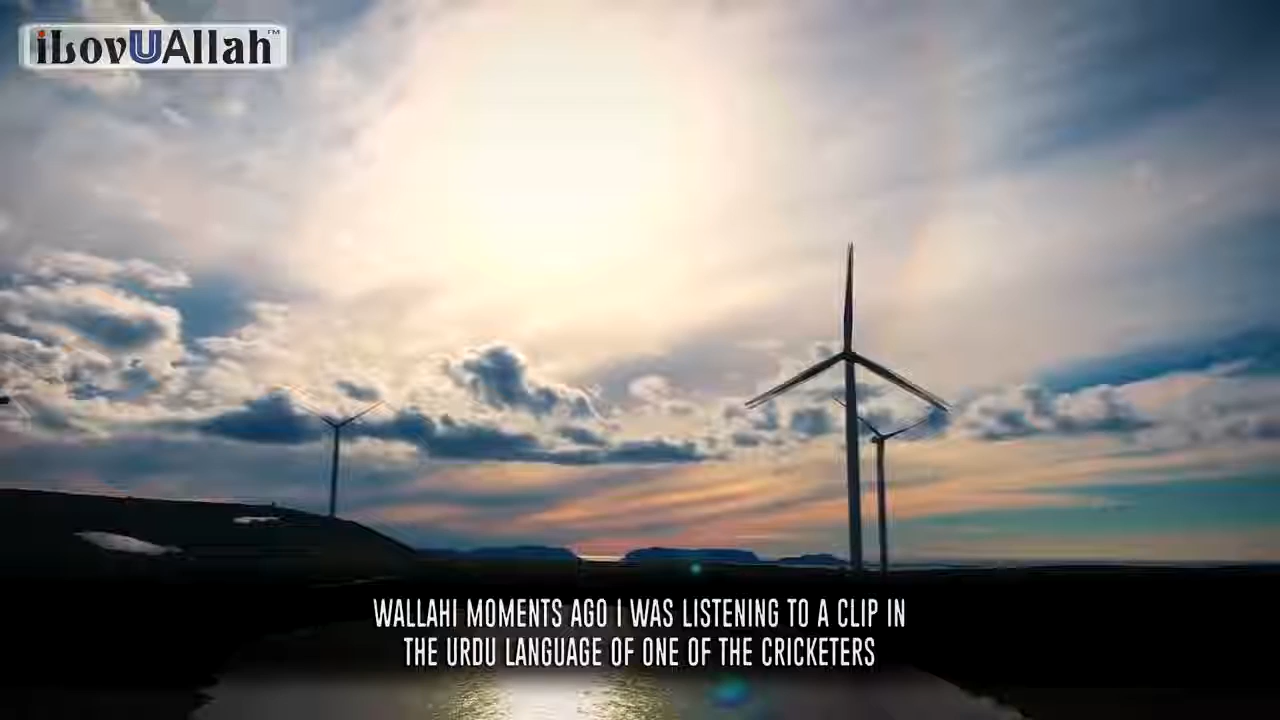 iLovUAllah™
WALLAHI MOMENTS AGO I WAS LISTENING TO A CLIP IN
THE URDU LANGUAGE OF ONE OF THE CRICKETERS